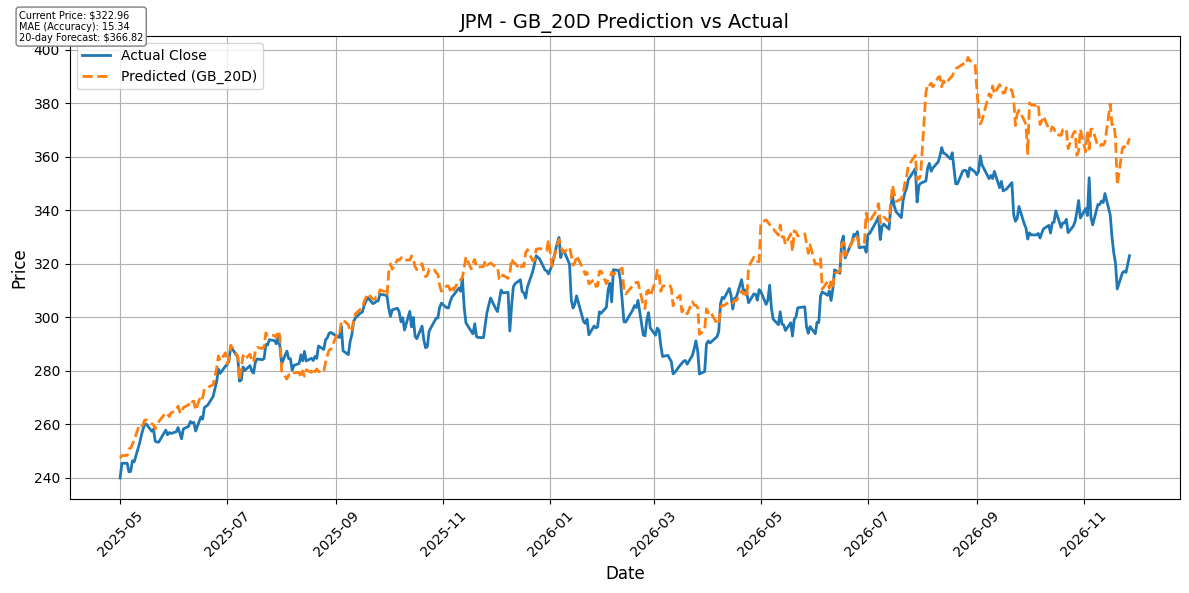 JPM - GB_20D Prediction vs Actual
Current Price: $322.96
MAE (Accuracy): 15.34
20-day Forecast: $366.82
Actual Close
Predicted (GB_20D)
Price
400
380
360
340
320
300
280
260
240
2025-05
2025-07
2025-09
2025-11
2026-01
2026-03
2026-05
2026-07
2026-09
2026-11
Date